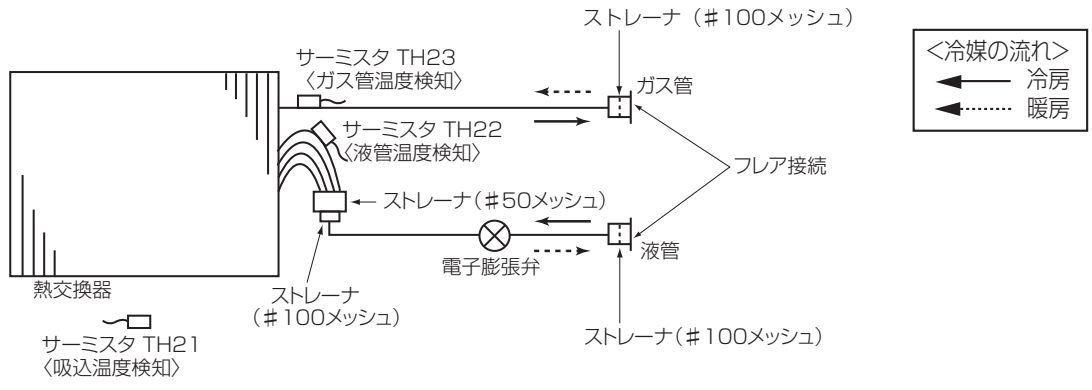 ストレーナ（＃100メッシュ）
サーミスタ TH23
〈ガス管温度検知〉
ガス管
＜冷媒の流れ＞
冷房
暖房
サーミスタ TH22
〈液管温度検知〉
フレア接続
ストレーナ（＃50メッシュ）
電子膨張弁
液管
熱交換器
ストレーナ
（＃100メッシュ）
ストレーナ（＃100メッシュ）
サーミスタ TH21
〈吸込温度検知〉